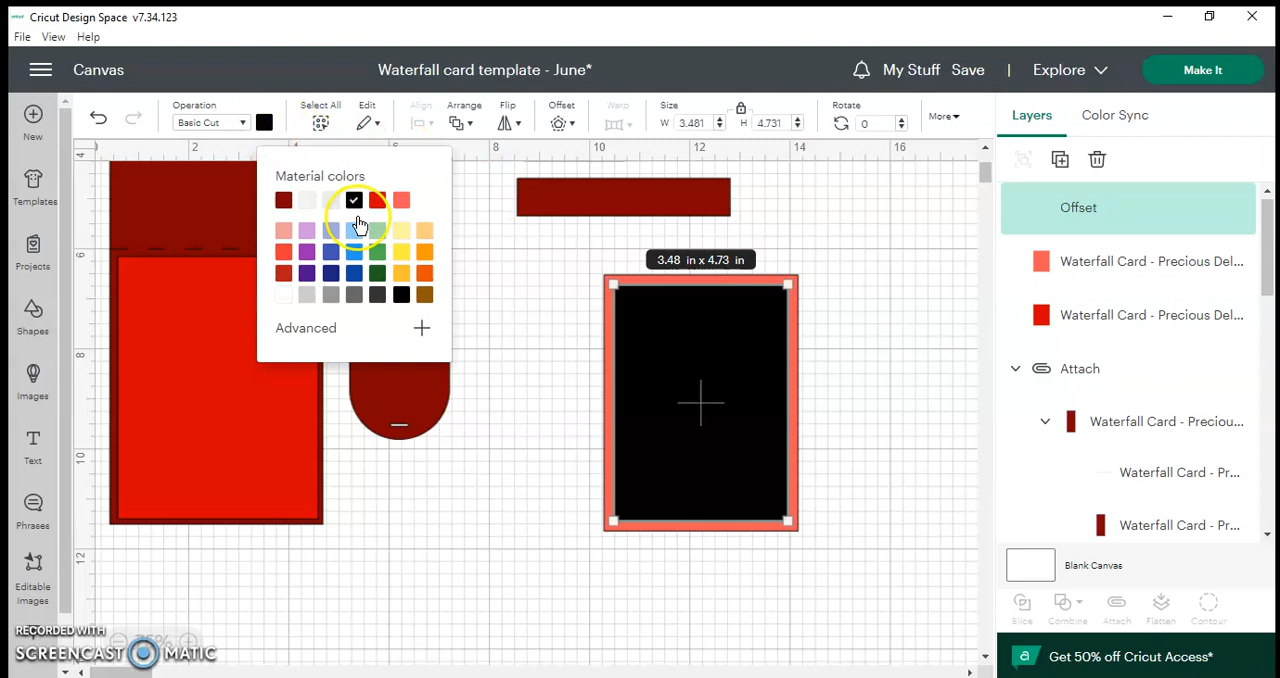 Cricut Design Space v7.34.123
File View Help
Canvas
Waterfall card template - June*
My Stuff Save | Explore
Make It
Operation
Basic Cut
Select All
Edit
Align
Arrange
Flip
Offset
Warp
Size
W 3.481
H 4.731
Rotate
0
More
New
Templates
Projects
Shapes
Images
Text
Phrases
Editable
Images
2
6
8
10
12
14
16
4
6
8
10
12
Material colors
Advanced
3.48 in x 4.73 in
75%
Layers
Color Sync
Offset
Waterfall Card - Precious Del...
Waterfall Card - Precious Del...
Attach
Waterfall Card - Preciou...
Waterfall Card - Pr...
Waterfall Card - Pr...
Blank Canvas
Slice
Combine
Attach
Flatten
Contour
a
Get 50% off Cricut Access*
RECORDED WITH
SCREENCAST MATIC